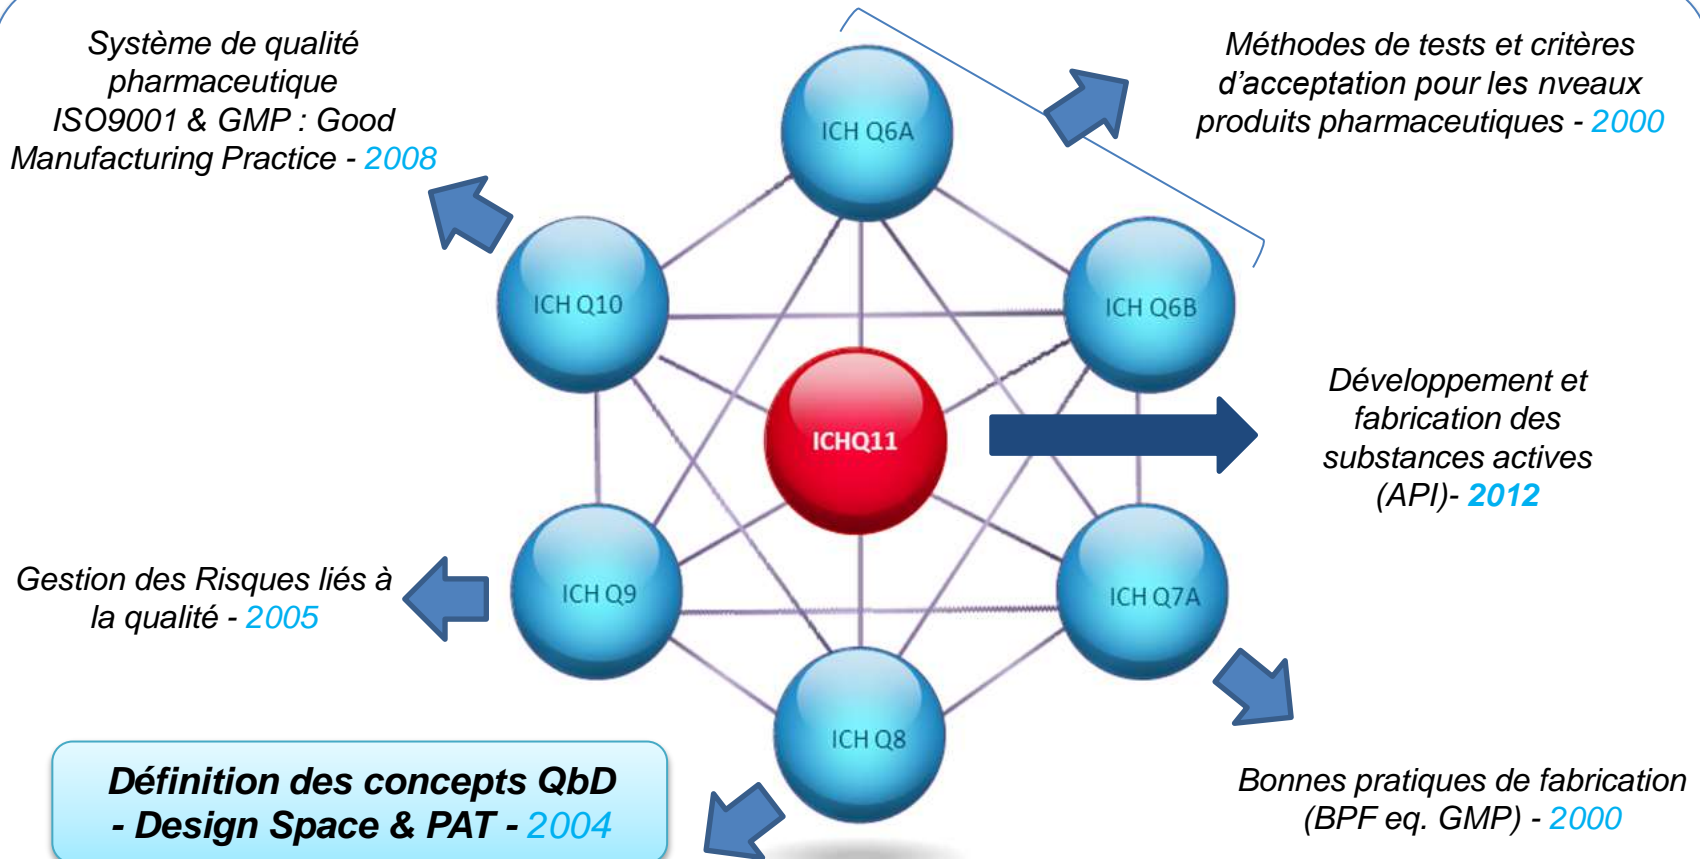 Système de qualité
pharmaceutique
ISO9001 & GMP : Good
Manufacturing Practice - 2008
ICH Q6A
Méthodes de tests et critères
d'acceptation pour les nveaux
produits pharmaceutiques - 2000
ICH Q10
ICH Q6B
ICHQ11
Développement et
fabrication des
substances actives
(API)- 2012
Gestion des Risques liés à
la qualité - 2005
ICH Q9
ICH Q7A
ICH Q8
Définition des concepts QbD
- Design Space & PAT - 2004
Bonnes pratiques de fabrication
(BPF eq. GMP) - 2000